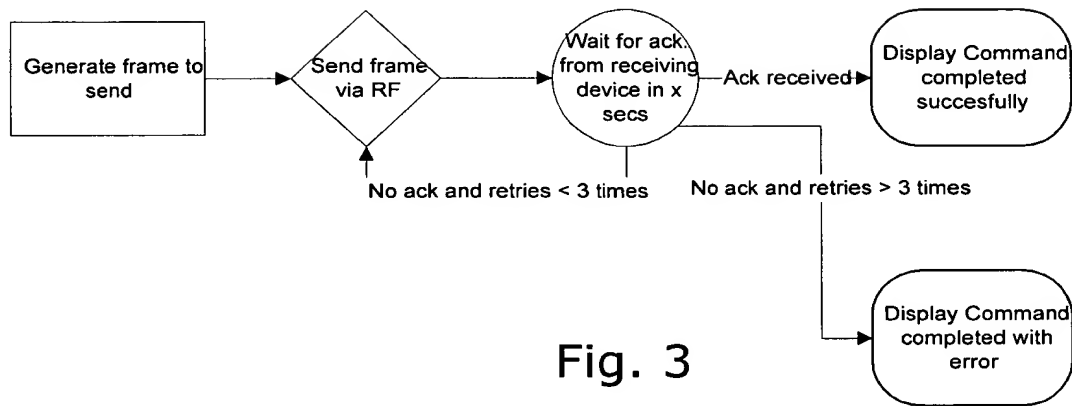 Generate frame to
send
Send frame
via RF
Wait for ack.
from receiving
device in x
secs
Ack received
Display Command
completed
succesfully
No ack and retries < 3 times
No ack and retries > 3 times
Display Command
completed with
error
Fig. 3